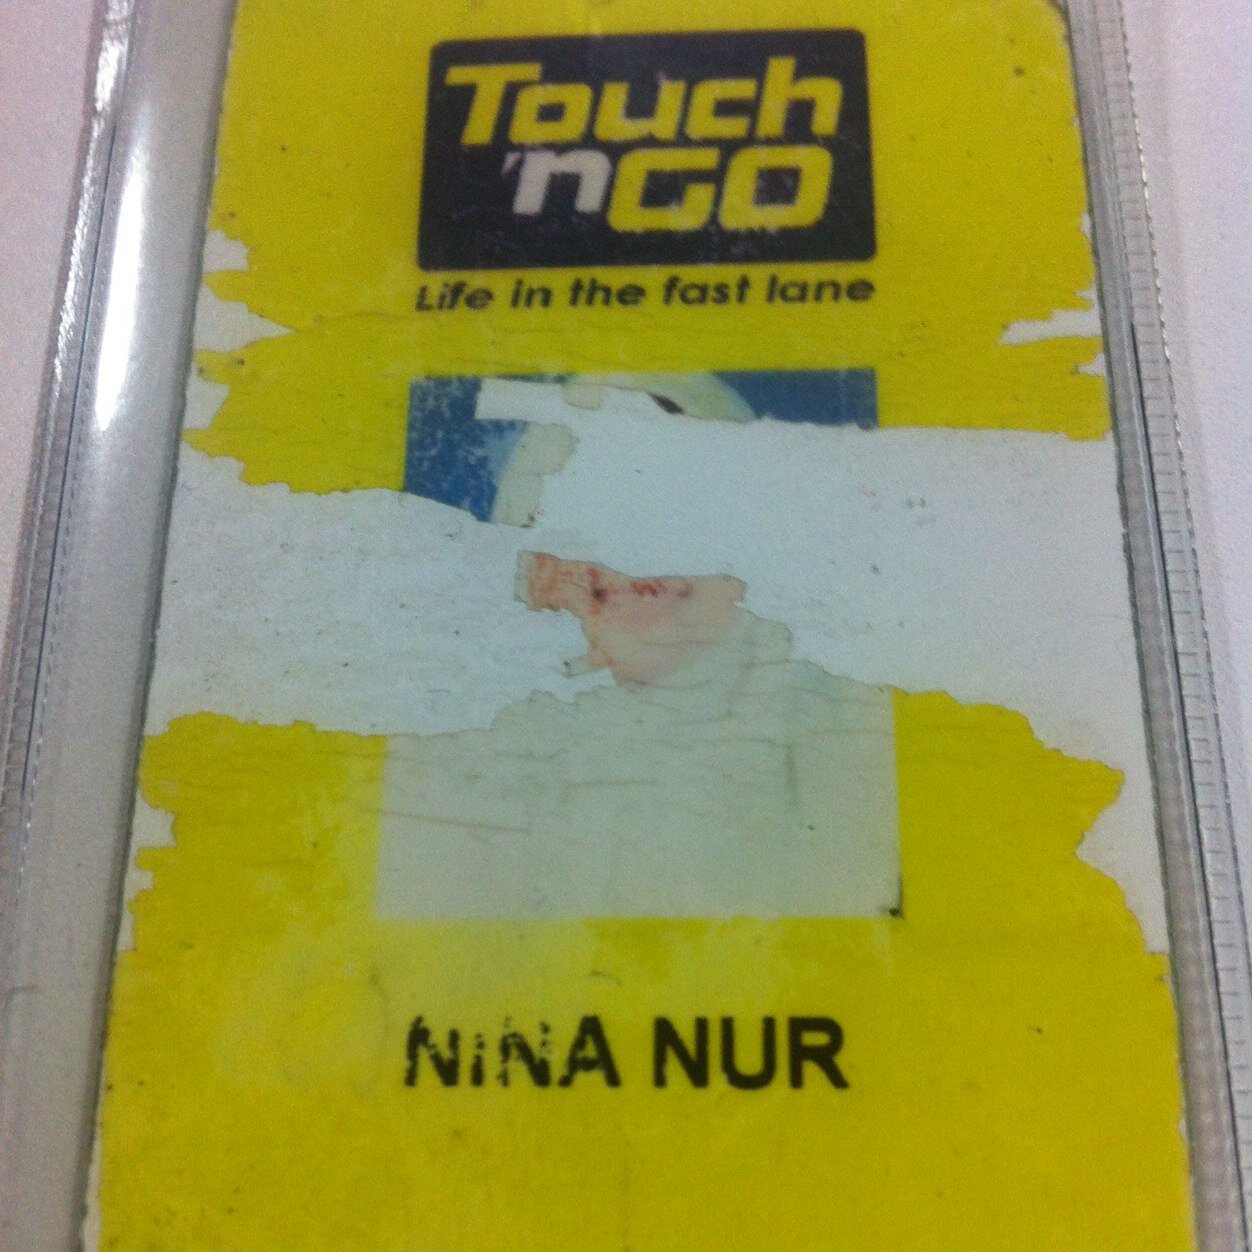 Touch
'nGO
Life in the fast lane
NiNA NUR